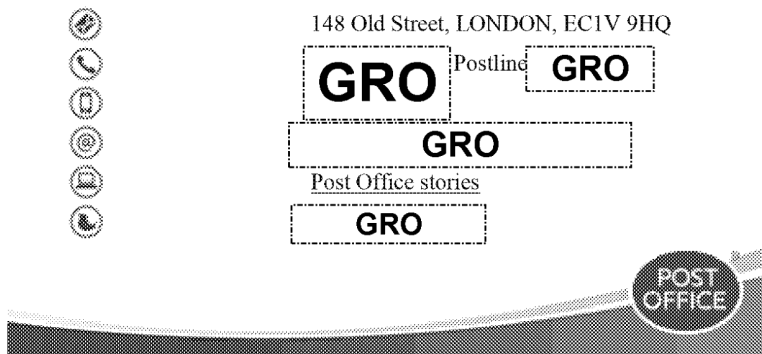 148 Old Street, LONDON, EC1V 9HQ
GRO Postline GRO
GRO
Post Office stories
GRO
POST
OFFICE